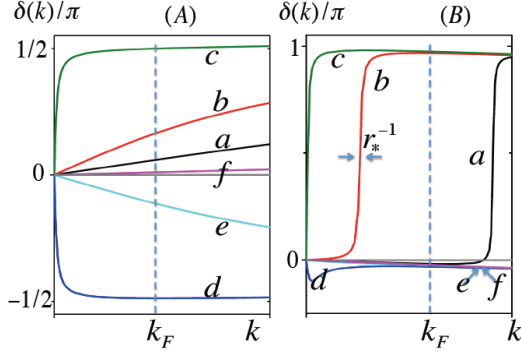 δ(k)/π (A)
1/2
c
b
a
0
f
e
d
-1/2
k_F k
δ(k)/π (B)
1
c
b
r_*^{-1}
a
0
d
e f
k_F k